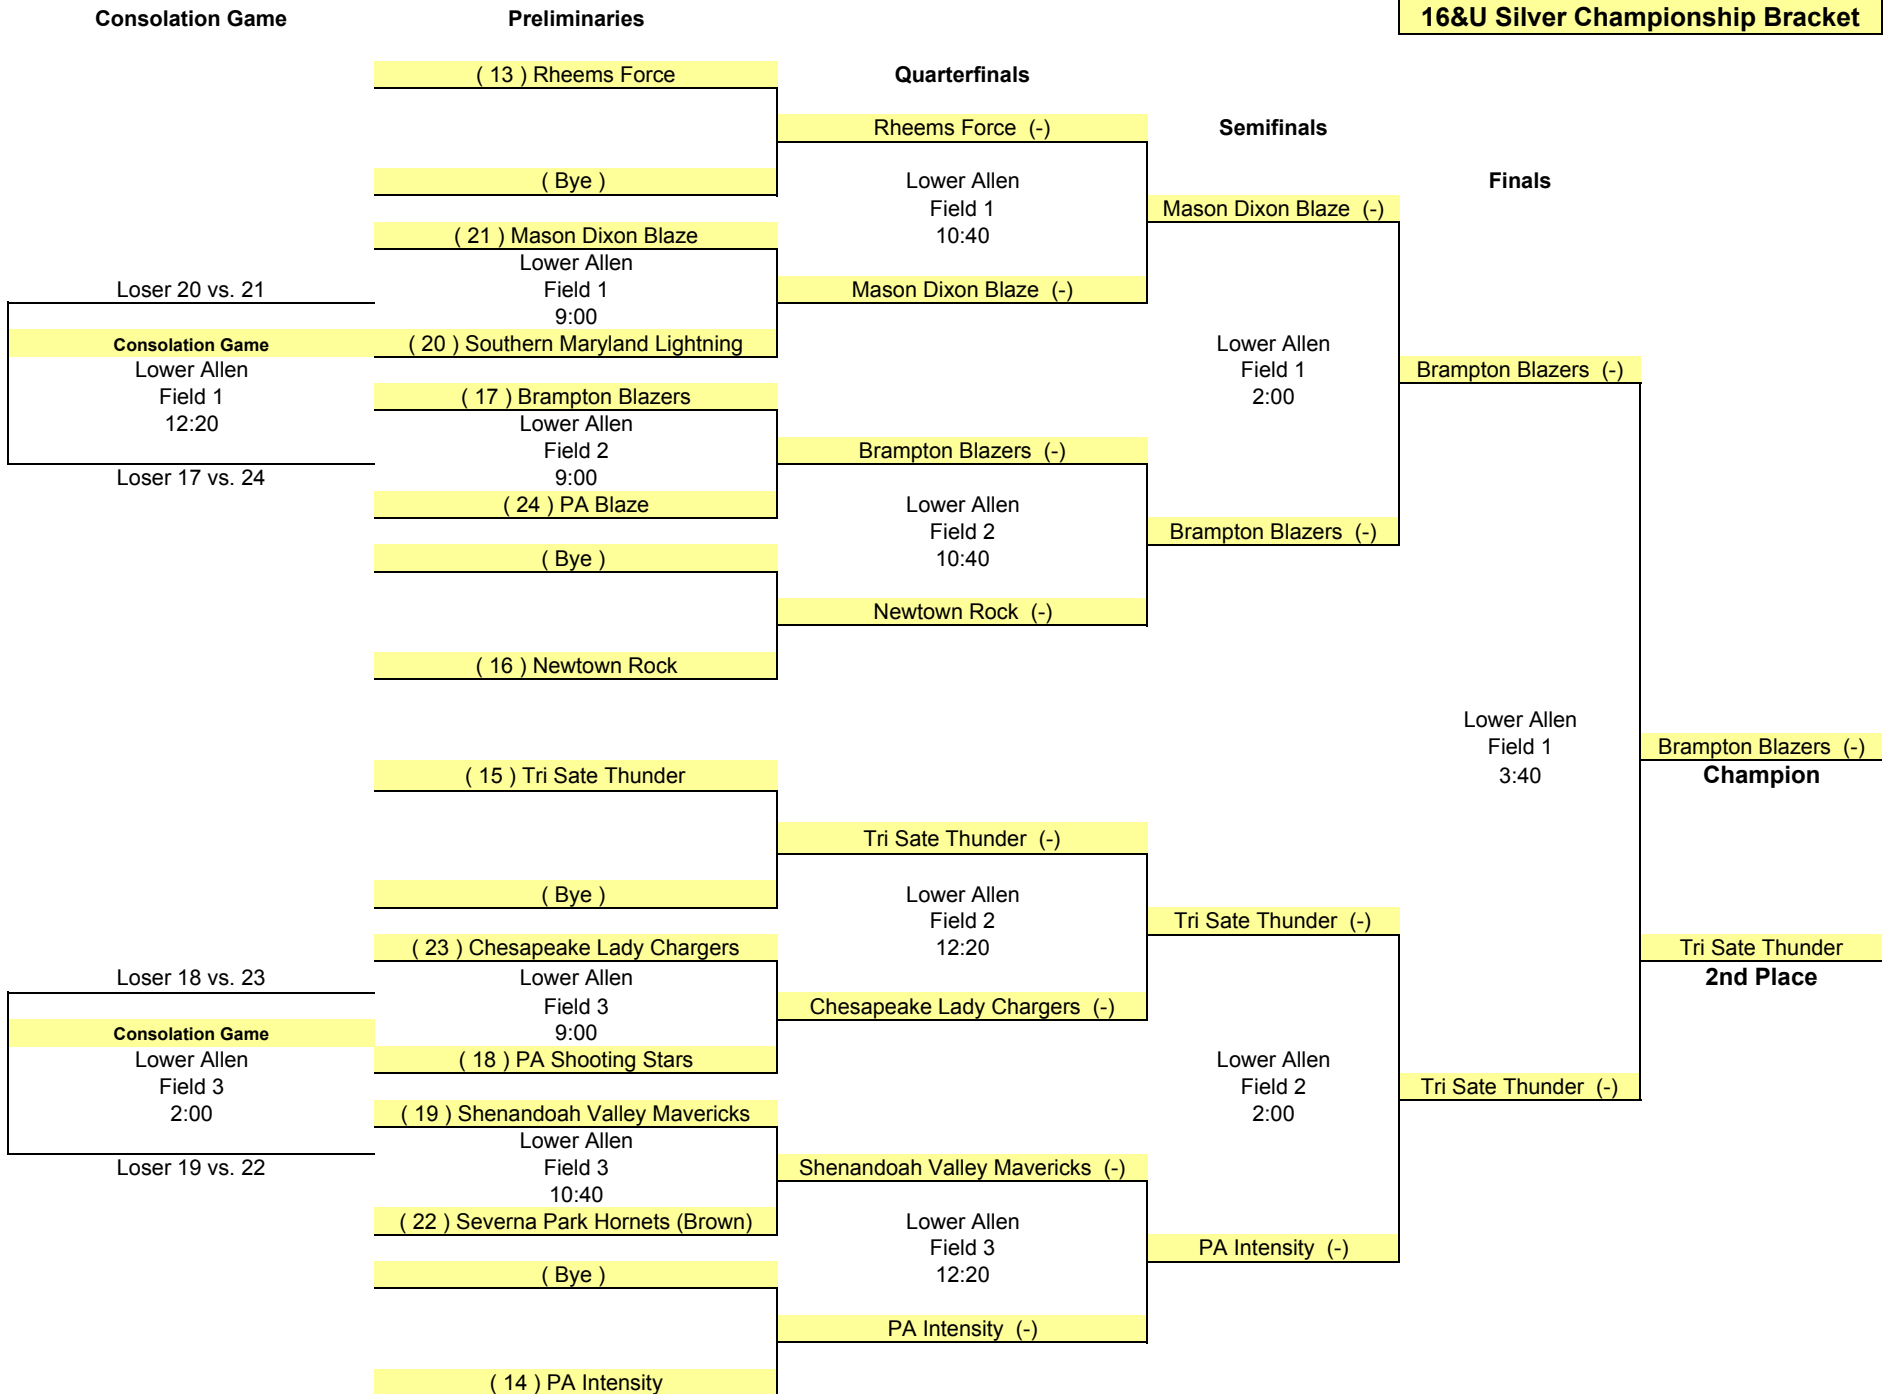 Consolation Game
Preliminaries
16&U Silver Championship Bracket
( 13 ) Rheems Force
Quarterfinals
Rheems Force (-)
Semifinals
( Bye )
Lower Allen
Field 1
10:40
Finals
Mason Dixon Blaze (-)
( 21 ) Mason Dixon Blaze
Lower Allen
Field 1
9:00
Loser 20 vs. 21
Mason Dixon Blaze (-)
Consolation Game
Lower Allen
Field 1
12:20
( 20 ) Southern Maryland Lightning
Lower Allen
Field 1
2:00
Brampton Blazers (-)
( 17 ) Brampton Blazers
Lower Allen
Field 2
9:00
Brampton Blazers (-)
Loser 17 vs. 24
( 24 ) PA Blaze
Lower Allen
Field 2
10:40
Brampton Blazers (-)
( Bye )
Newtown Rock (-)
( 16 ) Newtown Rock
Lower Allen
Field 1
3:40
Brampton Blazers (-)
Champion
( 15 ) Tri Sate Thunder
Tri Sate Thunder (-)
( Bye )
Lower Allen
Field 2
12:20
Tri Sate Thunder (-)
( 23 ) Chesapeake Lady Chargers
Tri Sate Thunder
2nd Place
Loser 18 vs. 23
Lower Allen
Field 3
9:00
Chesapeake Lady Chargers (-)
Consolation Game
Lower Allen
Field 3
2:00
( 18 ) PA Shooting Stars
Lower Allen
Field 2
2:00
Tri Sate Thunder (-)
( 19 ) Shenandoah Valley Mavericks
Lower Allen
Field 3
10:40
Loser 19 vs. 22
Shenandoah Valley Mavericks (-)
( 22 ) Severna Park Hornets (Brown)
Lower Allen
Field 3
12:20
PA Intensity (-)
( Bye )
PA Intensity (-)
( 14 ) PA Intensity